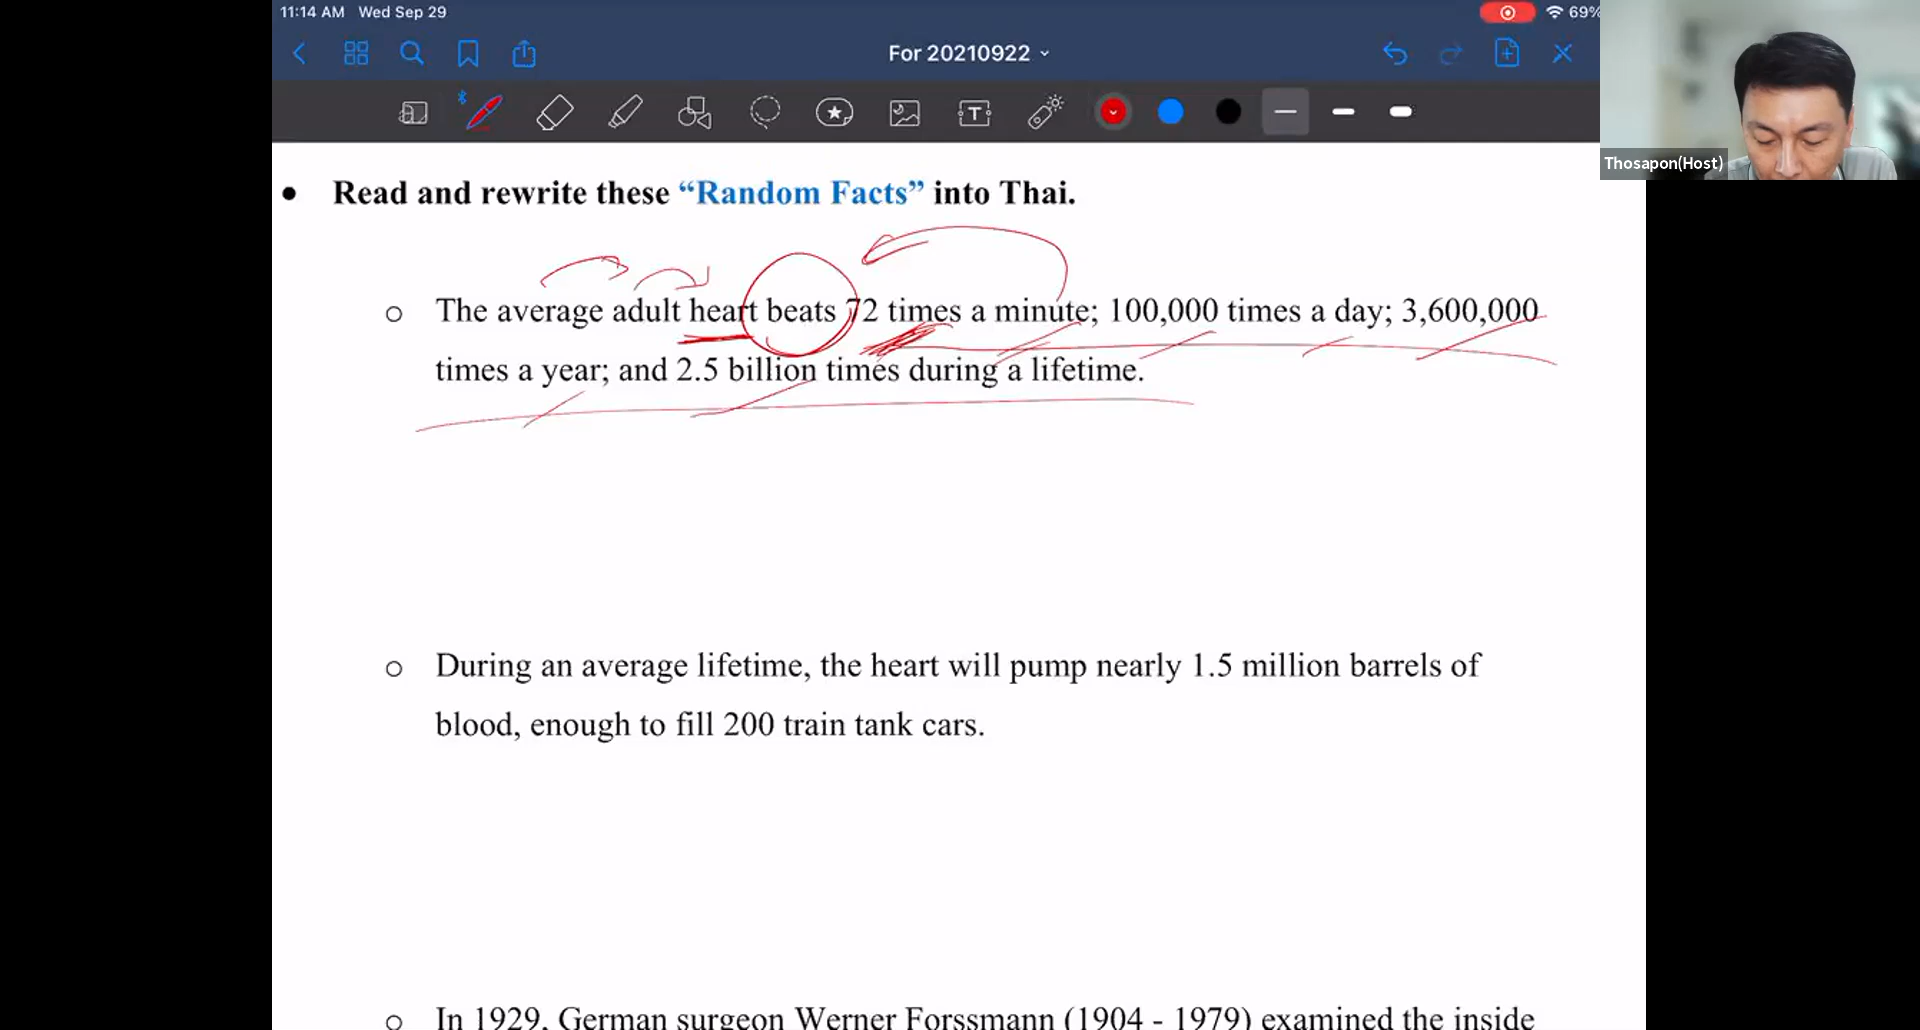 11:14 AM Wed Sep 29
69%
For 20210922
T
Thosapon(Host)
• Read and rewrite these “Random Facts” into Thai.
o The average adult heart beats 72 times a minute; 100,000 times a day; 3,600,000
times a year; and 2.5 billion times during a lifetime.
o During an average lifetime, the heart will pump nearly 1.5 million barrels of
blood, enough to fill 200 train tank cars.
o In 1929, German surgeon Werner Forssmann (1904 - 1979) examined the inside